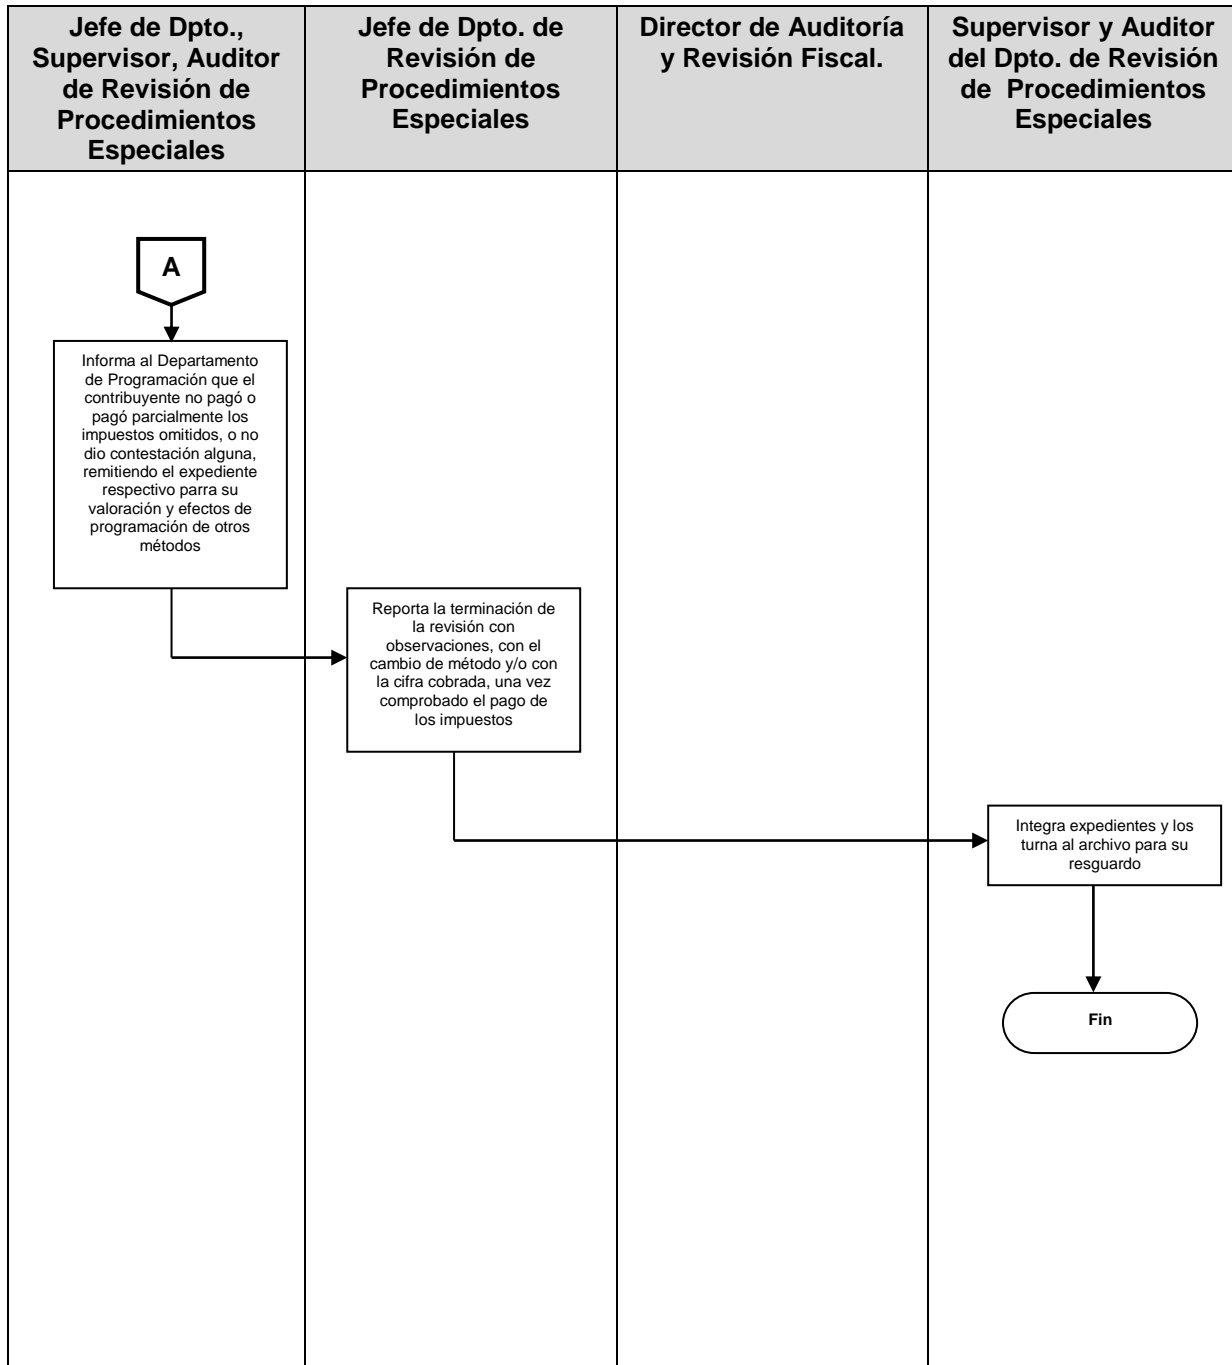 Jefe de Dpto.,
Supervisor, Auditor
de Revisión de
Procedimientos
Especiales
Jefe de Dpto. de
Revisión de
Procedimientos
Especiales
Director de Auditoría
y Revisión Fiscal.
Supervisor y Auditor
del Dpto. de Revisión
de Procedimientos
Especiales
A
Informa al Departamento
de Programación que el
contribuyente no pagó o
pagó parcialmente los
impuestos omitidos, o no
dio contestación alguna,
remitiendo el expediente
respectivo parra su
valoración y efectos de
programación de otros
métodos
Reporta la terminación de
la revisión con
observaciones, con el
cambio de método y/o con
la cifra cobrada, una vez
comprobado el pago de
los impuestos
Integra expedientes y los
turna al archivo para su
resguardo
Fin